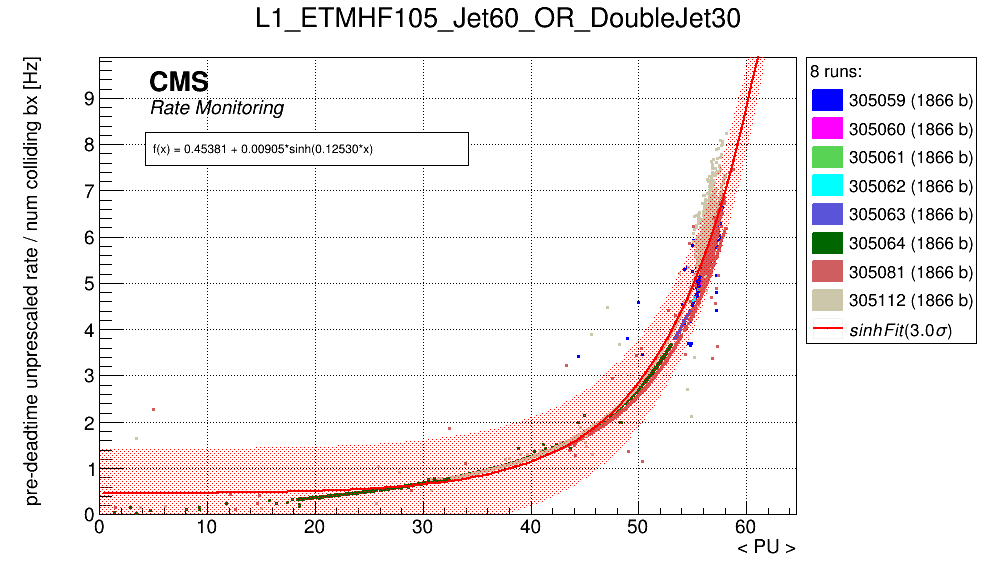 L1_ETMHF105_Jet60_OR_DoubleJet30
pre-deadtime unprescaled rate / num colliding bx [Hz]
CMS
Rate Monitoring
f(x) = 0.45381 + 0.00905*sinh(0.12530*x)
9
8
7
6
5
4
3
2
1
0
0 10 20 30 40 50 60
< PU >
8 runs:
305059 (1866 b)
305060 (1866 b)
305061 (1866 b)
305062 (1866 b)
305063 (1866 b)
305064 (1866 b)
305081 (1866 b)
305112 (1866 b)
sinhFit(3.0σ)